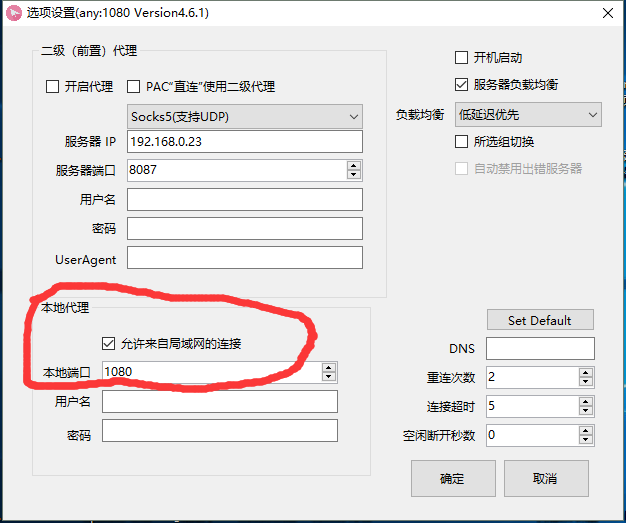 选项设置(any:1080 Version4.6.1)
二级（前置）代理
开启代理
PAC“直连”使用二级代理
Socks5(支持UDP)
服务器 IP
192.168.0.23
服务器端口
8087
用户名
密码
UserAgent
开机启动
服务器负载均衡
负载均衡
低延迟优先
所选组切换
自动禁用出错服务器
本地代理
允许来自局域网的连接
本地端口
1080
用户名
密码
Set Default
DNS
重连次数
2
连接超时
5
空闲断开秒数
0
确定
取消